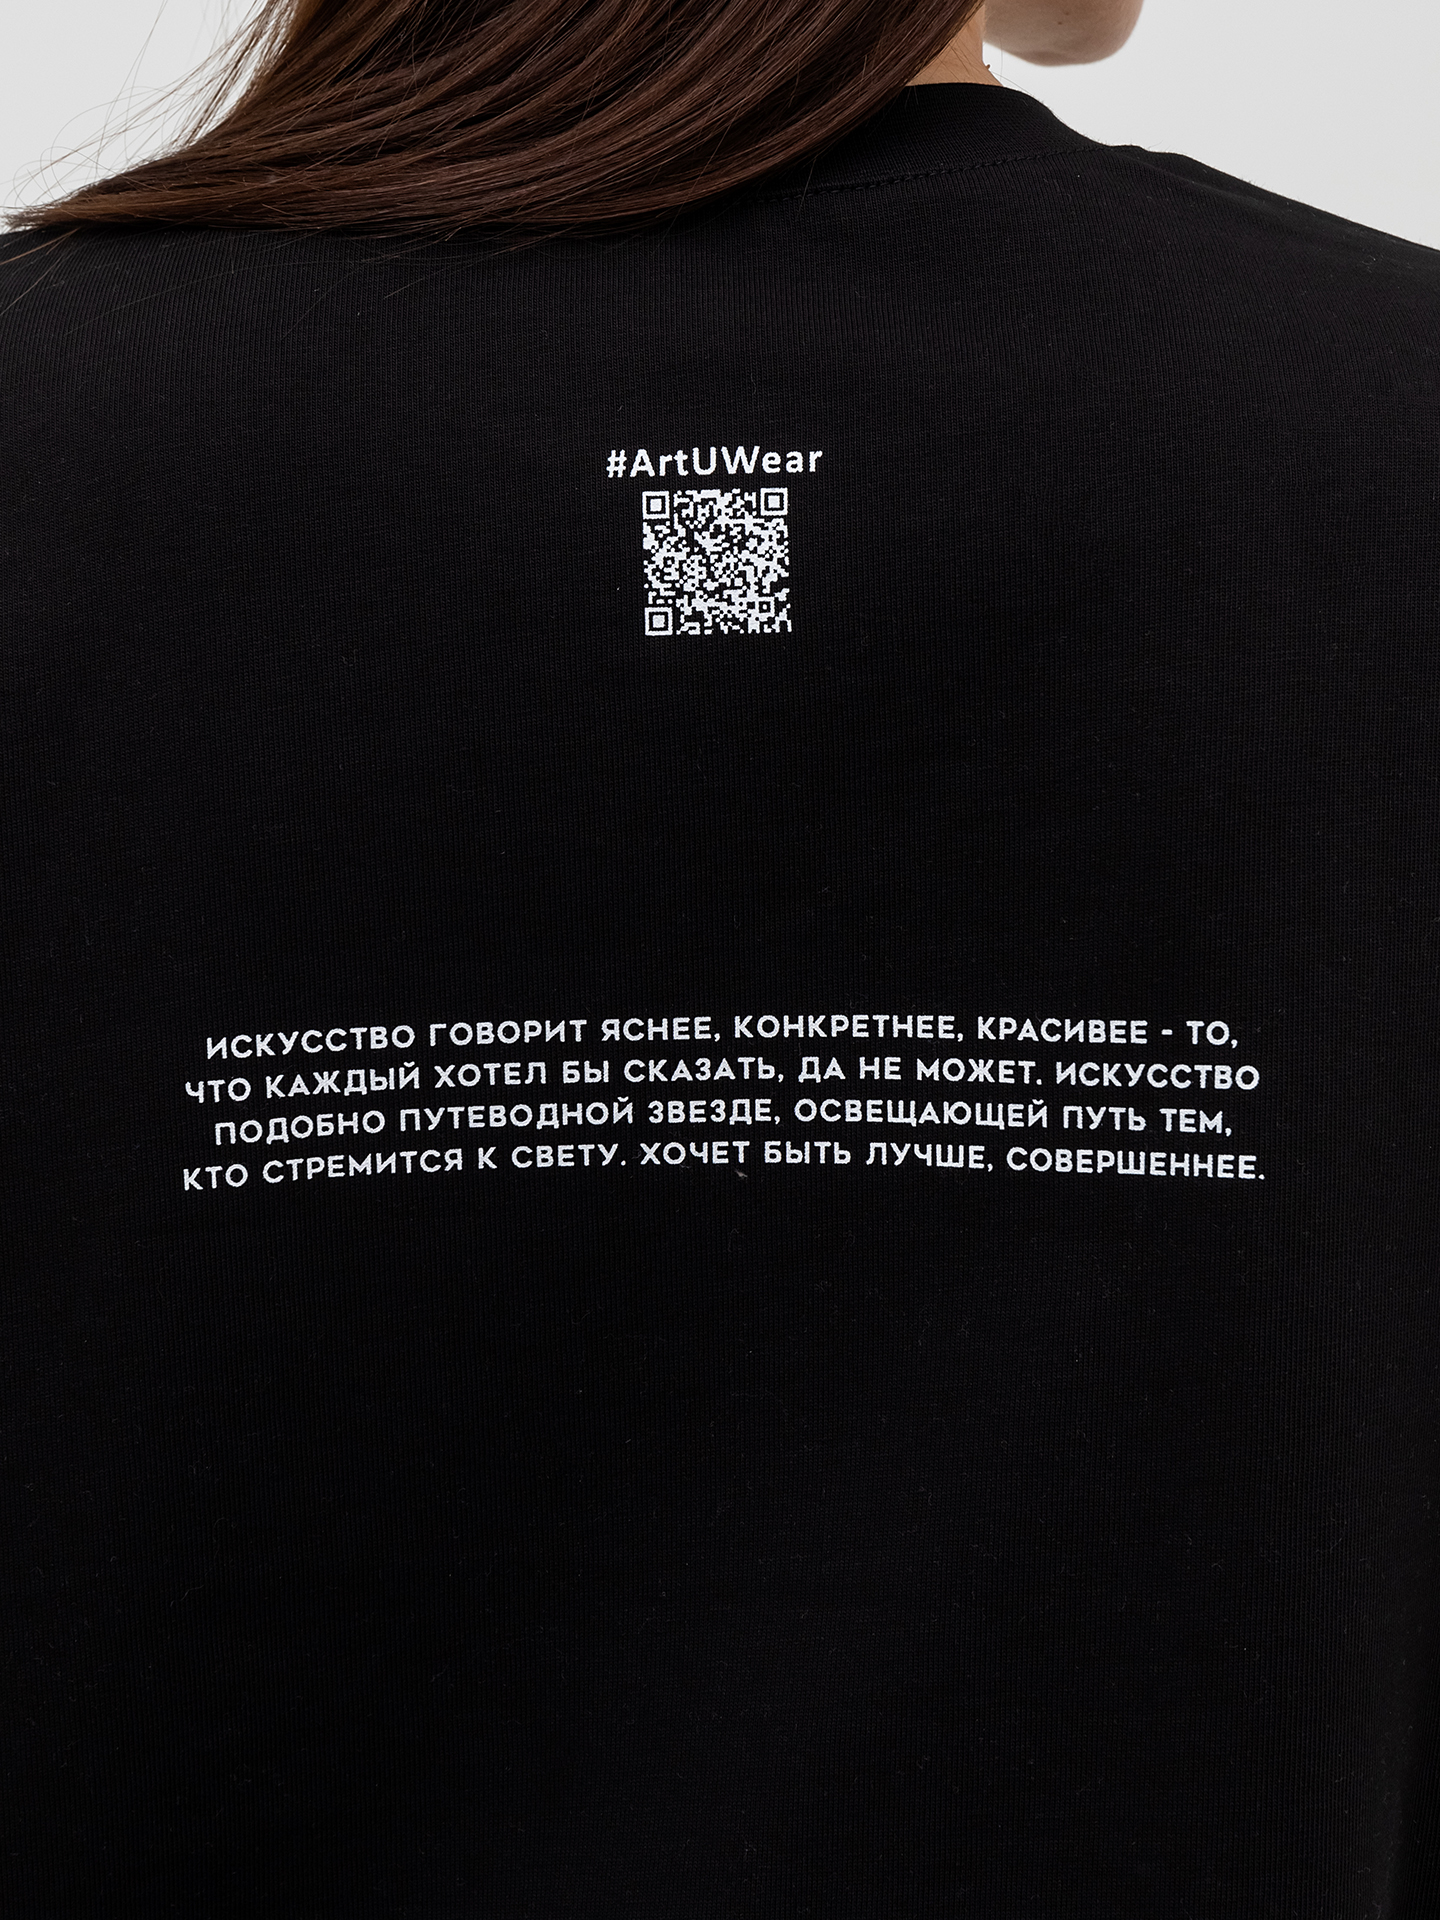 #ArtUWear
ИСКУССТВО ГОВОРИТ ЯСНЕЕ, КОНКРЕТНЕЕ, КРАСИВЕЕ - ТО,
ЧТО КАЖДЫЙ ХОТЕЛ БЫ СКАЗАТЬ, ДА НЕ МОЖЕТ. ИСКУССТВО
ПОДОБНО ПУТЕВОДНОЙ ЗВЕЗДЕ, ОСВЕЩАЮЩЕЙ ПУТЬ ТЕМ,
КТО СТРЕМИТСЯ К СВЕТУ. ХОЧЕТ БЫТЬ ЛУЧШЕ, СОВЕРШЕННЕЕ.